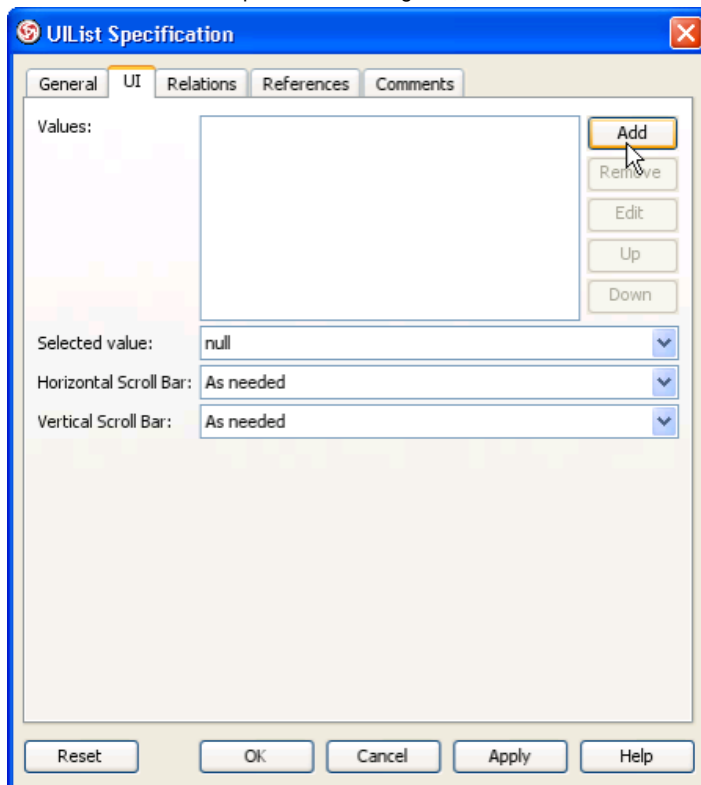 UIList Specification
General UI Relations References Comments
Values:
Add
Remove
Edit
Up
Down
Selected value: null
Horizontal Scroll Bar: As needed
Vertical Scroll Bar: As needed
Reset OK Cancel Apply Help